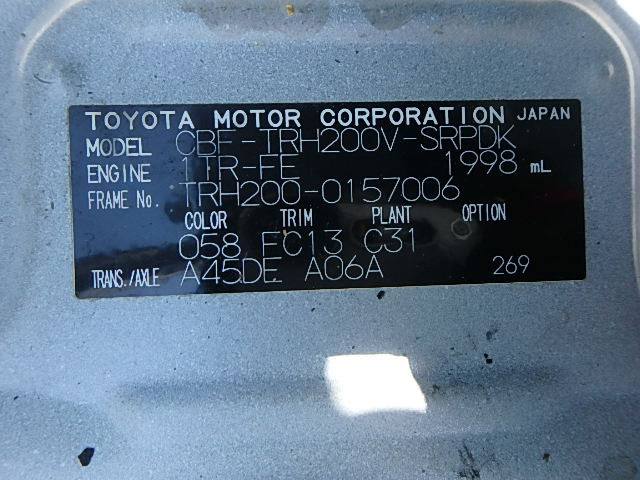 TOYOTA MOTOR CORPORATION JAPAN
MODEL CBF-TRH200V-SRPDK
ENGINE 1TR-FE 1998 mL
FRAME No. TRH200-0157006
COLOR TRIM PLANT OPTION
058 FC13 C31
TRANS./AXLE A45DE A06A 269